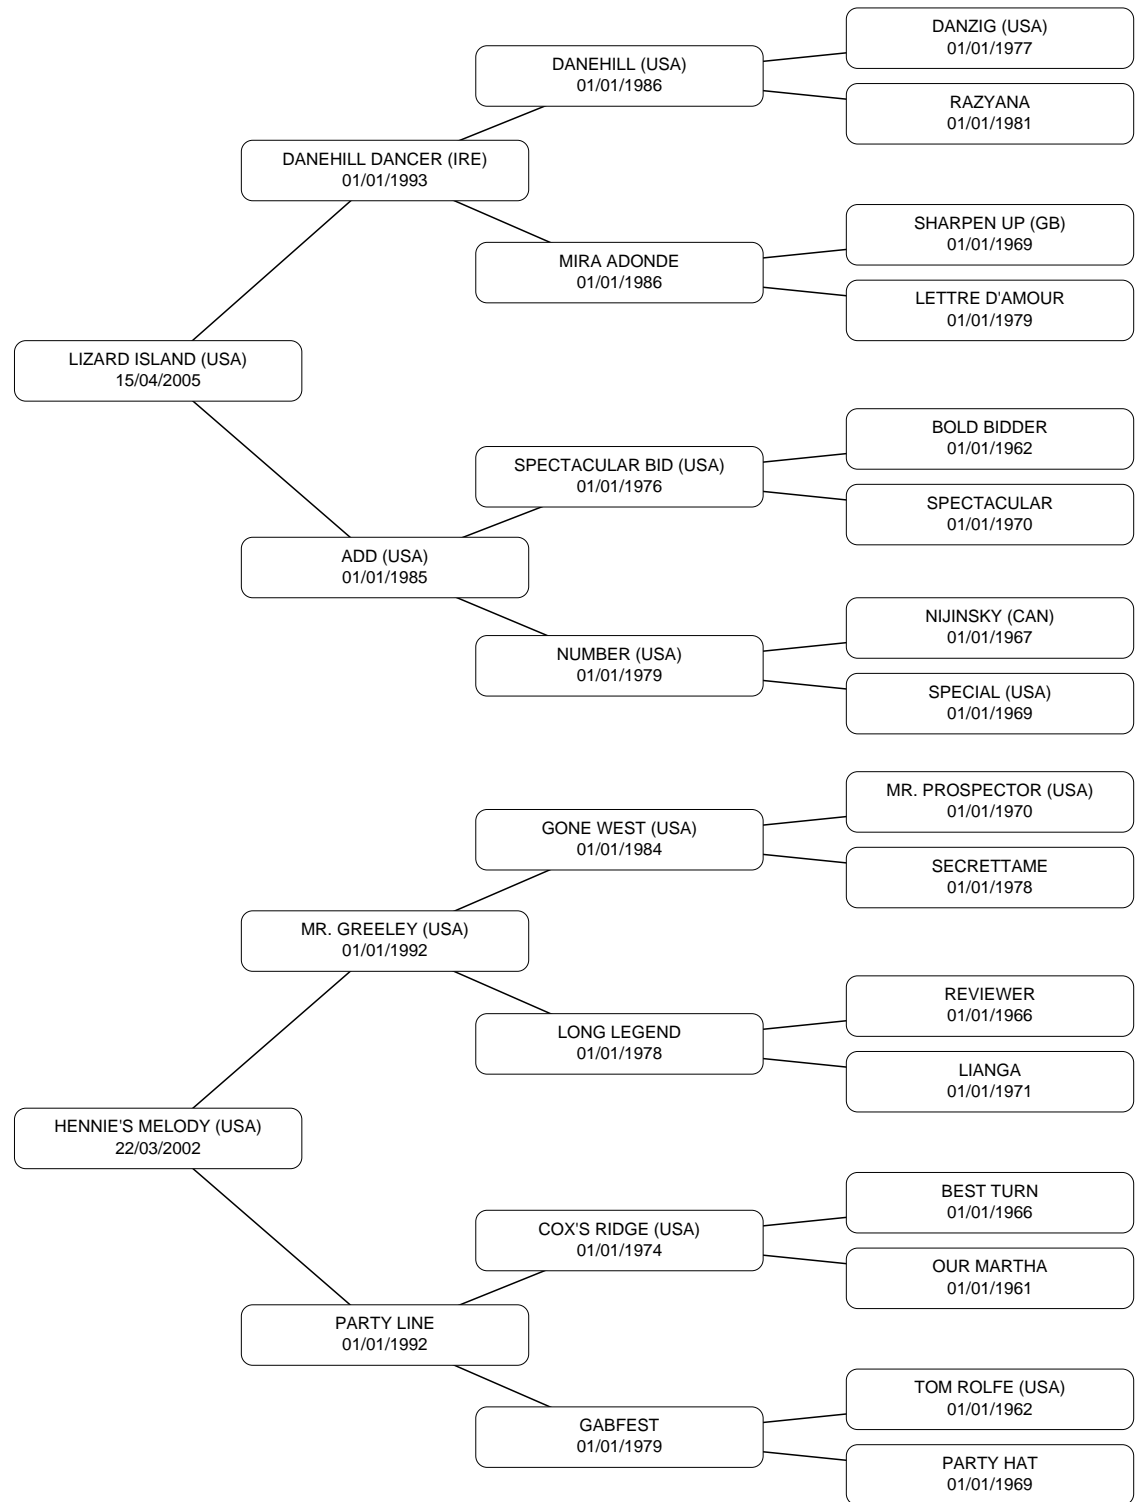 DANZIG (USA)
01/01/1977
DANEHILL (USA)
01/01/1986
RAZYANA
01/01/1981
DANEHILL DANCER (IRE)
01/01/1993
SHARPEN UP (GB)
01/01/1969
MIRA ADONDE
01/01/1986
LETTRE D'AMOUR
01/01/1979
LIZARD ISLAND (USA)
15/04/2005
BOLD BIDDER
01/01/1962
SPECTACULAR BID (USA)
01/01/1976
SPECTACULAR
01/01/1970
ADD (USA)
01/01/1985
NIJINSKY (CAN)
01/01/1967
NUMBER (USA)
01/01/1979
SPECIAL (USA)
01/01/1969
MR. PROSPECTOR (USA)
01/01/1970
GONE WEST (USA)
01/01/1984
SECRETTAME
01/01/1978
MR. GREELEY (USA)
01/01/1992
REVIEWER
01/01/1966
LONG LEGEND
01/01/1978
LIANGA
01/01/1971
HENNIE'S MELODY (USA)
22/03/2002
BEST TURN
01/01/1966
COX'S RIDGE (USA)
01/01/1974
OUR MARTHA
01/01/1961
PARTY LINE
01/01/1992
TOM ROLFE (USA)
01/01/1962
GABFEST
01/01/1979
PARTY HAT
01/01/1969